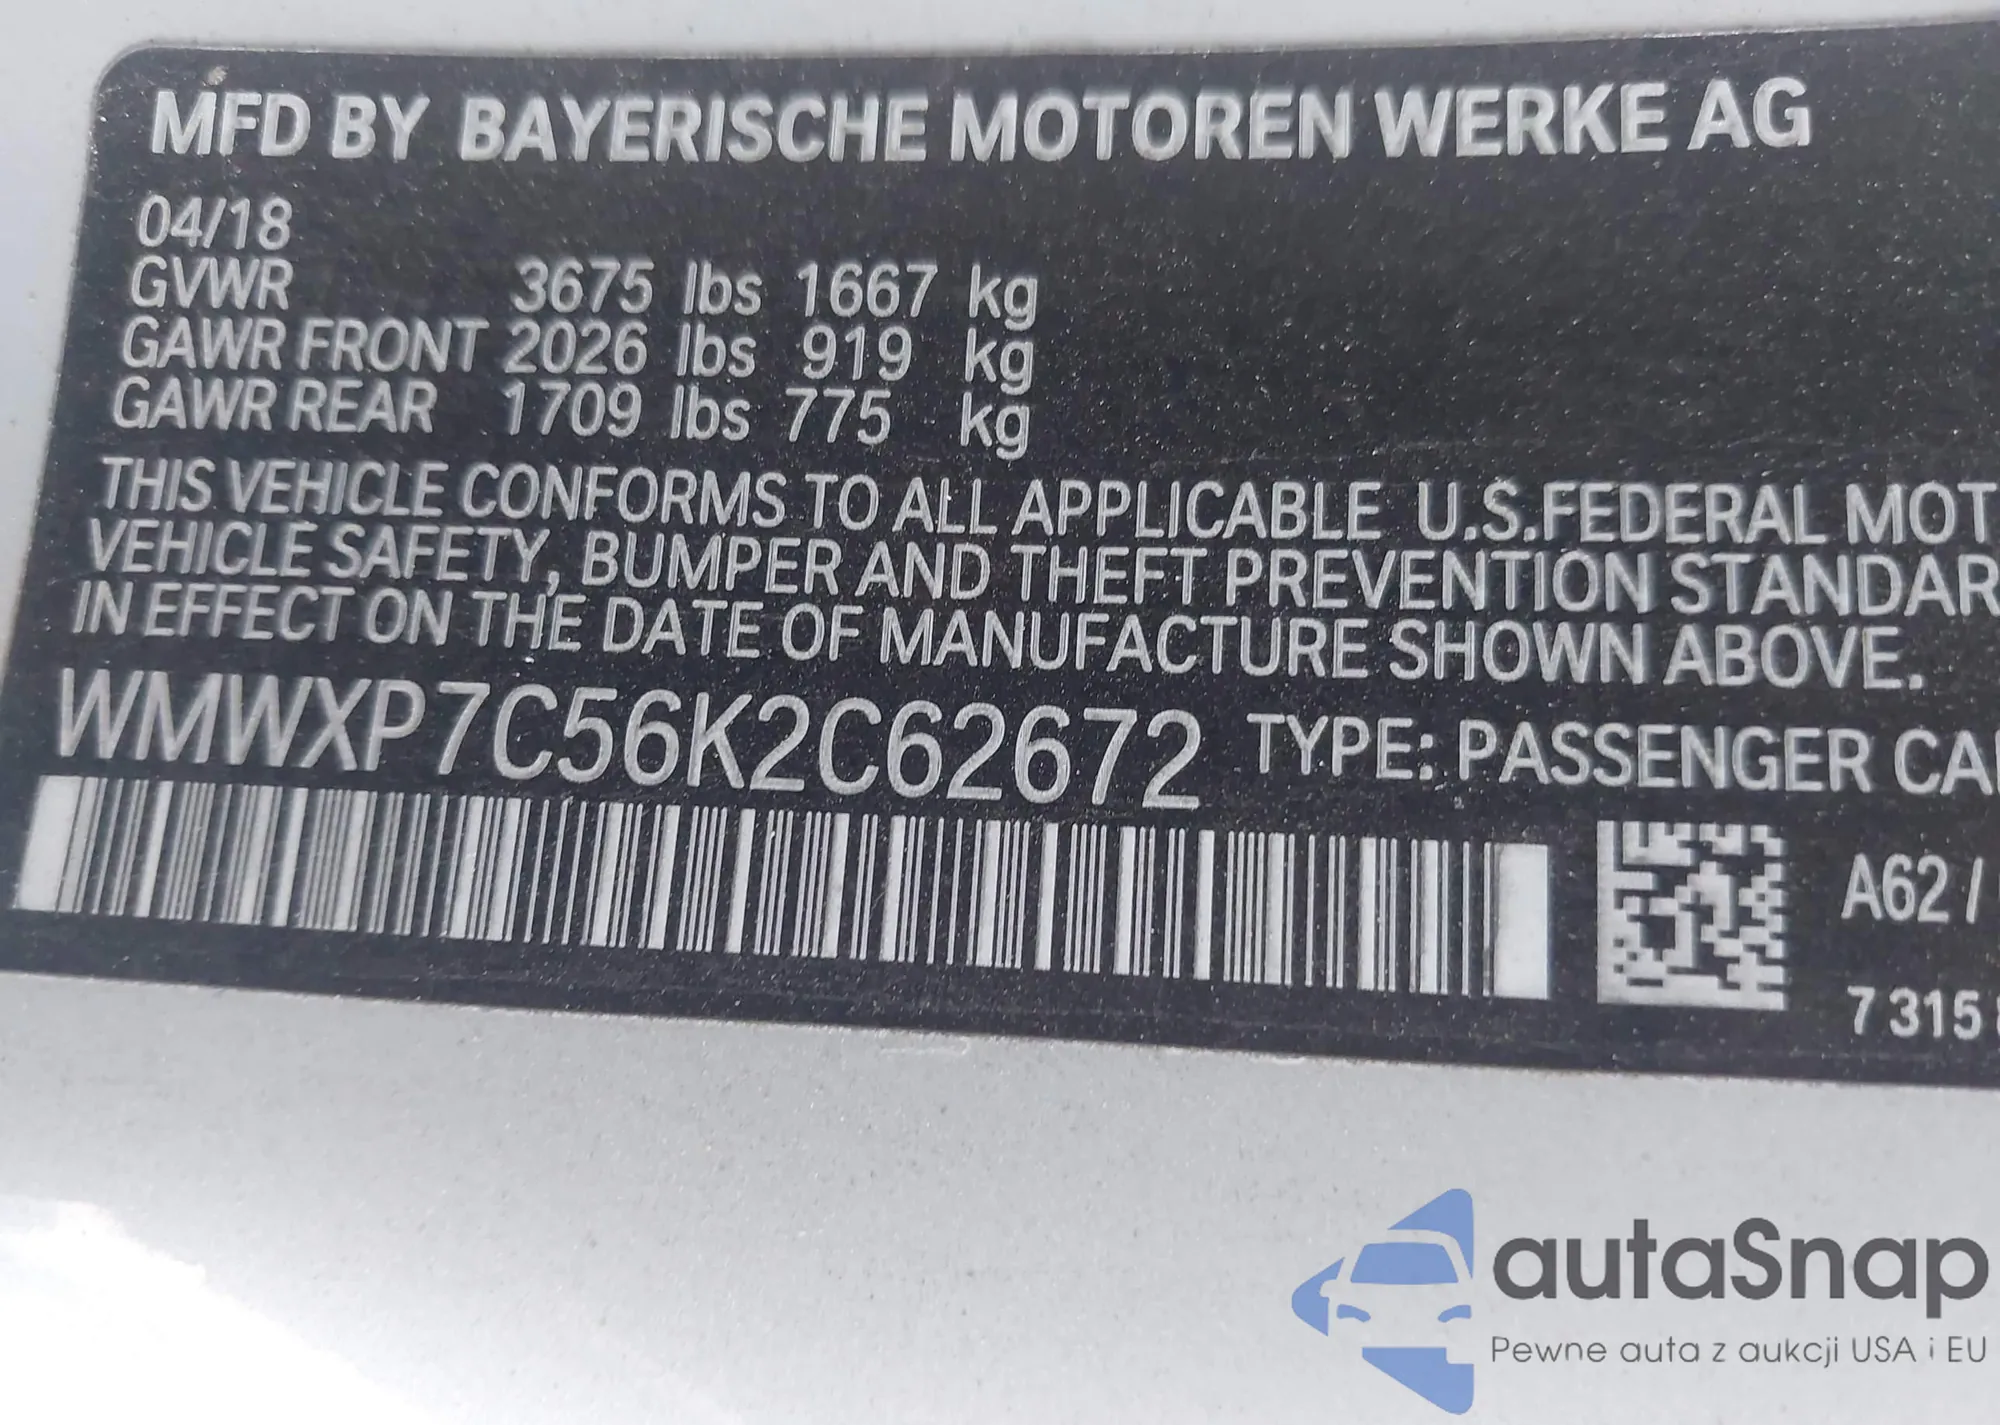 MFD BY BAYERISCHE MOTOREN WERKE AG
04/18
GVWR 3675 lbs 1667 kg
GAWR FRONT 2026 lbs 919 kg
GAWR REAR 1709 lbs 775 kg
THIS VEHICLE CONFORMS TO ALL APPLICABLE U.S.FEDERAL MOT
VEHICLE SAFETY, BUMPER AND THEFT PREVENTION STANDAR
IN EFFECT ON THE DATE OF MANUFACTURE SHOWN ABOVE.
WMWXP7C56K2C62672 TYPE: PASSENGER CA
A62 /
7 315
autaSnap
Pewne auta z aukcji USA i EU